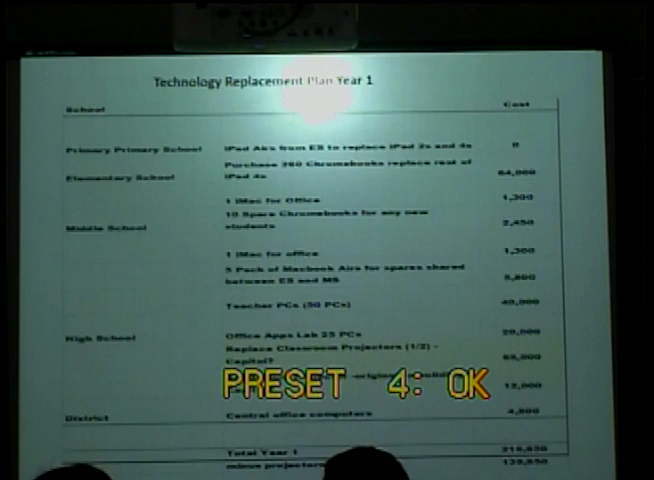 Technology Replacement Plan Year 1
School Cost
Primary Primary School iPad Airs from ES to replace iPad 2s and 4s 0
Purchase 260 Chromebooks replace rest of
Elementary School iPad 4s 64,000
1 iMac for Office 1,300
10 Spare Chromebooks for any new
Middle School students 2,450
1 iMac for office 1,300
5 Pack of Macbook Airs for spares shared
between ES and MS 5,800
Teacher PCs (50 PCs) 40,000
High School Office Apps Lab 25 PCs 20,000
Replace Classroom Projectors (1/2) -
Capital? 65,000
-original
PRESET 4: OK 12,000
District Central office computers 4,800
Total Year 1
minus projectors